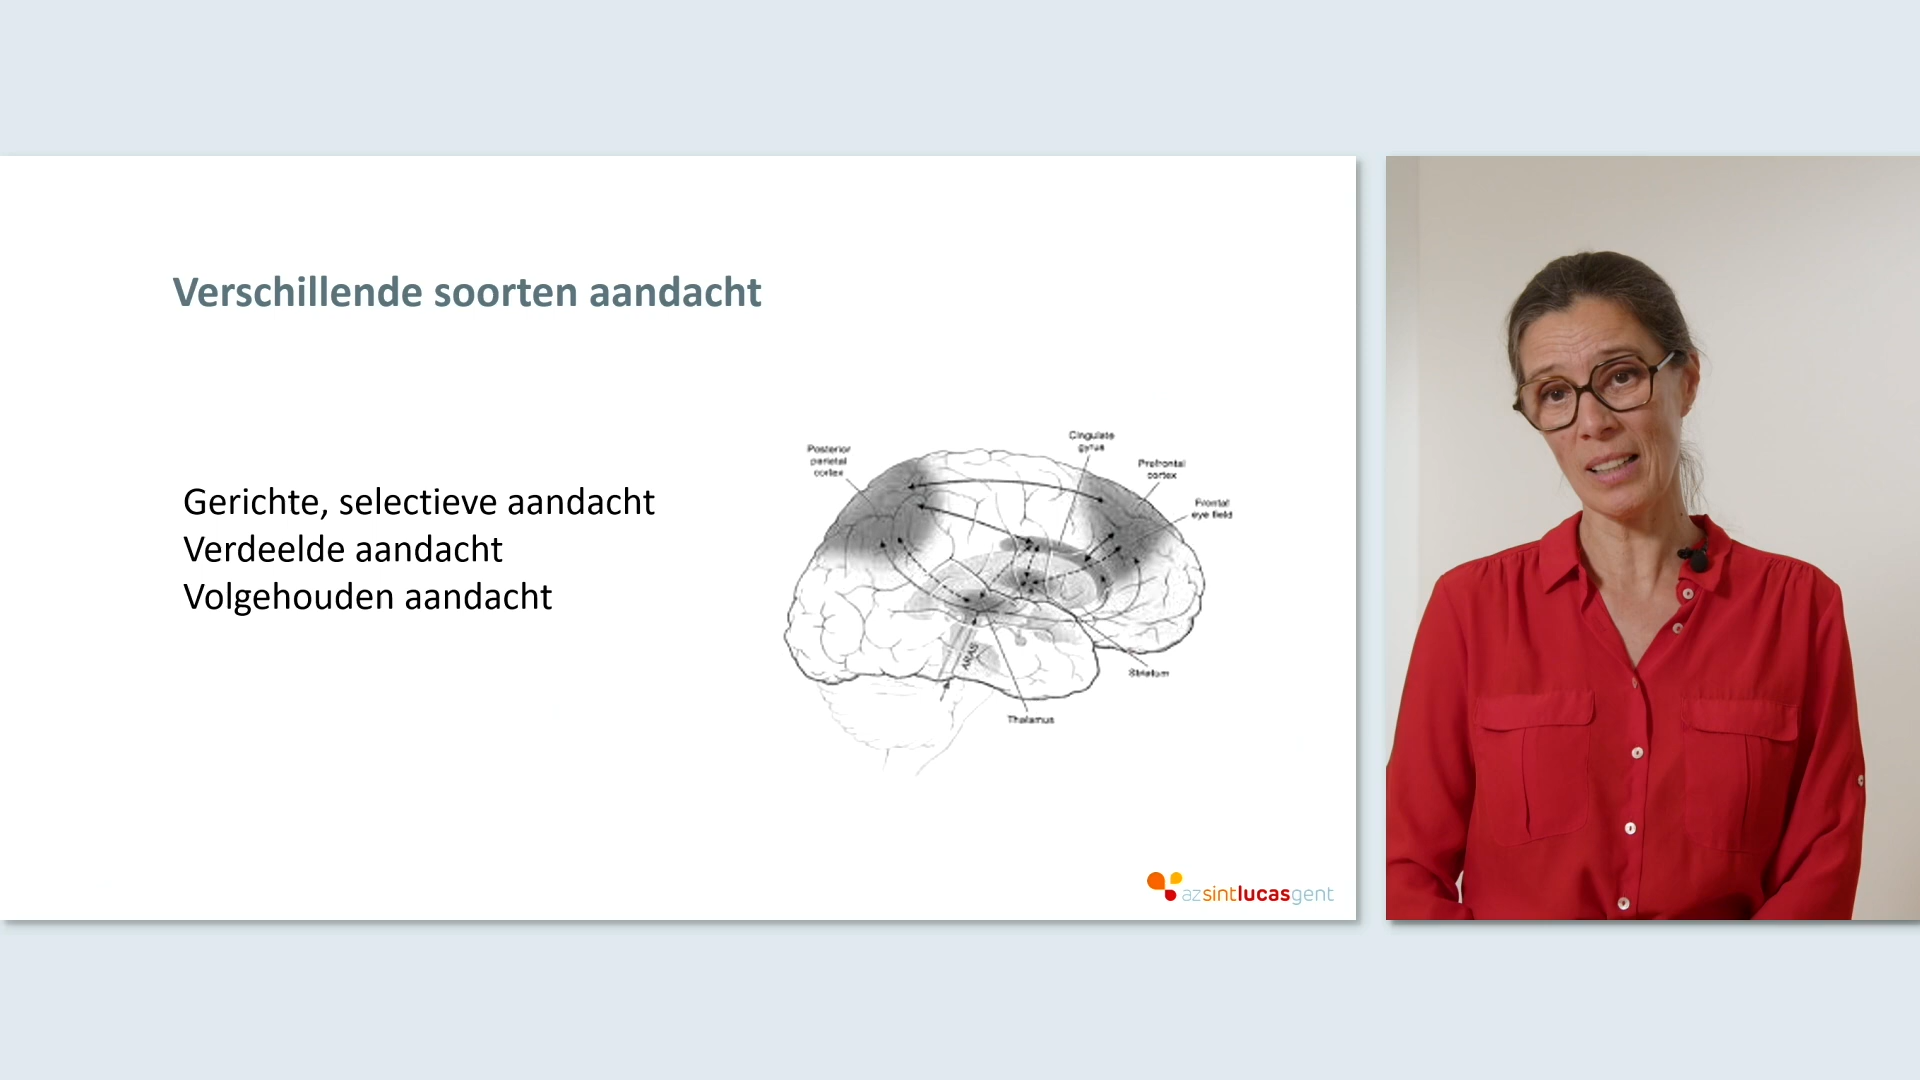 Verschillende soorten aandacht
Gerichte, selectieve aandacht
Verdeelde aandacht
Volgehouden aandacht
Posterior
parietal
cortex
Cingulate
gyrus
Prefrontal
cortex
Frontal
eye field
ARAS
Striatum
Thalamus
azsintlucasgent